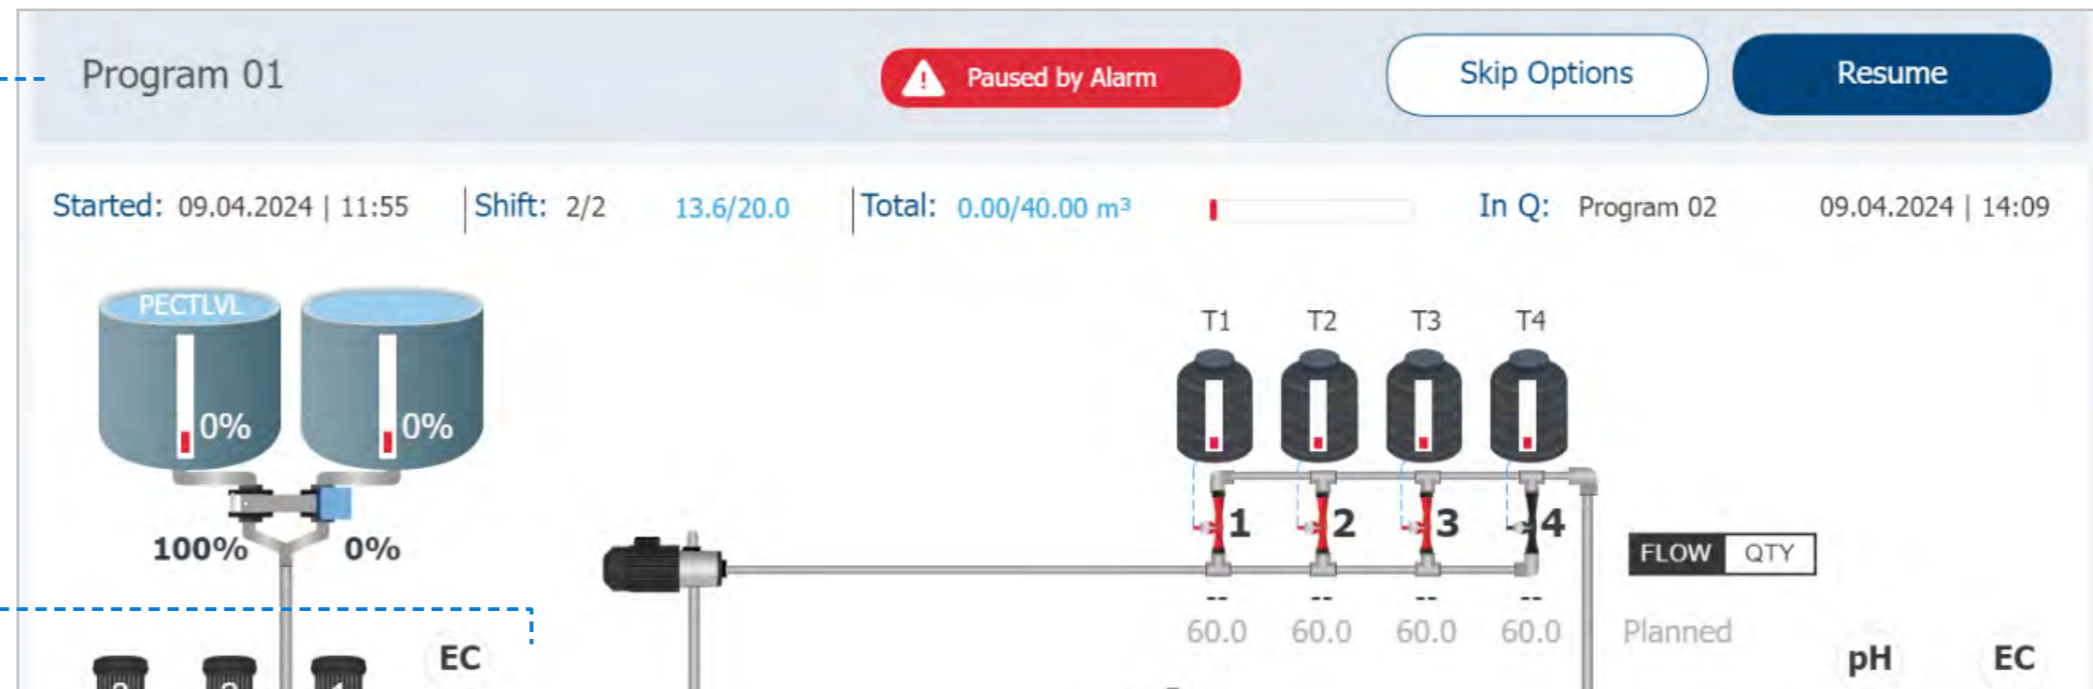 Program 01 Paused by Alarm Skip Options Resume
Started: 09.04.2024 | 11:55 Shift: 2/2 13.6/20.0 Total: 0.00/40.00 m³ In Q: Program 02 09.04.2024 | 14:09
PECTLVL
T1 T2 T3 T4
0% 0%
1 2 3 4
100% 0%
FLOW QTY
-- -- -- --
60.0 60.0 60.0 60.0 Planned
EC pH EC